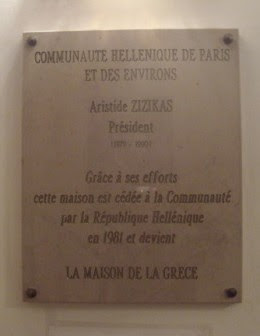 COMMUNAUTE HELLENIQUE DE PARIS
ET DES ENVIRONS
Aristide ZIZIKAS
Président
Grâce à ses efforts
cette maison est cédée à la Communauté
par la République Hellénique
en 1981 et devient
LA MAISON DE LA GRECE